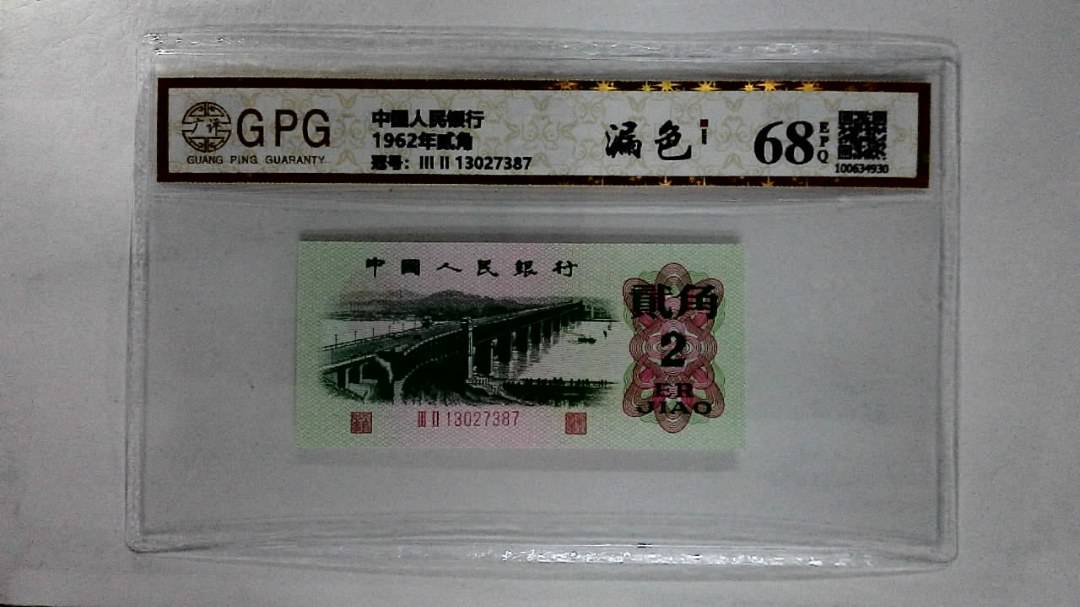 GPG
GUANG PING GUARANTY
中國人民银行
1962年贰角
冠号: III II 13027387
漏色
68
EPQ
100634930
中國人民銀行
貳角
2
ER
JIAO
III II 13027387